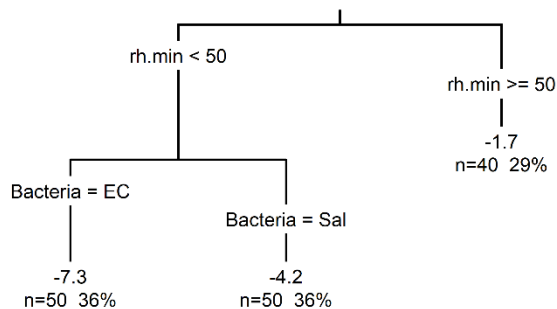 rh.min < 50
rh.min >= 50
-1.7
n=40 29%
Bacteria = EC
Bacteria = Sal
-7.3
n=50 36%
-4.2
n=50 36%